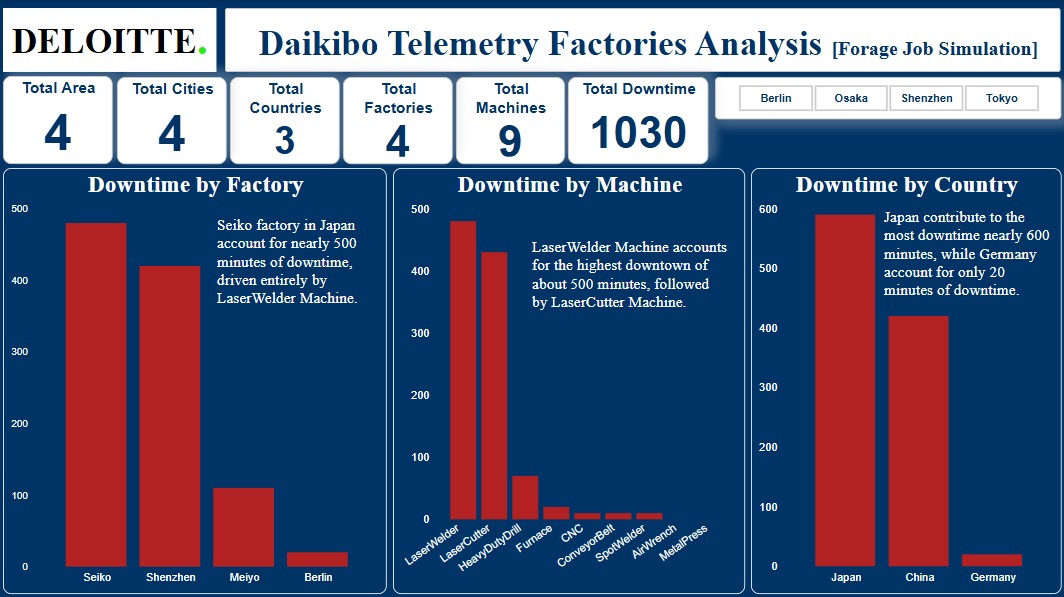 DELOITTE.
Daikibo Telemetry Factories Analysis [Forage Job Simulation]
Total Area
4
Total Cities
4
Total
Countries
3
Total
Factories
4
Total
Machines
9
Total Downtime
1030
Berlin
Osaka
Shenzhen
Tokyo
Downtime by Factory
500
400
300
200
100
0
Seiko factory in Japan
account for nearly 500
minutes of downtime,
driven entirely by
LaserWelder Machine.
Seiko
Shenzhen
Meiyo
Berlin
Downtime by Machine
500
400
300
200
100
0
LaserWelder Machine accounts
for the highest downtown of
about 500 minutes, followed
by LaserCutter Machine.
LaserWelder
LaserCutter
HeavyDutyDrill
Furnace
CNC
ConveyorBelt
SpotWelder
AirWrench
MetalPress
Downtime by Country
600
500
400
300
200
100
0
Japan contribute to the
most downtime nearly 600
minutes, while Germany
account for only 20
minutes of downtime.
Japan
China
Germany